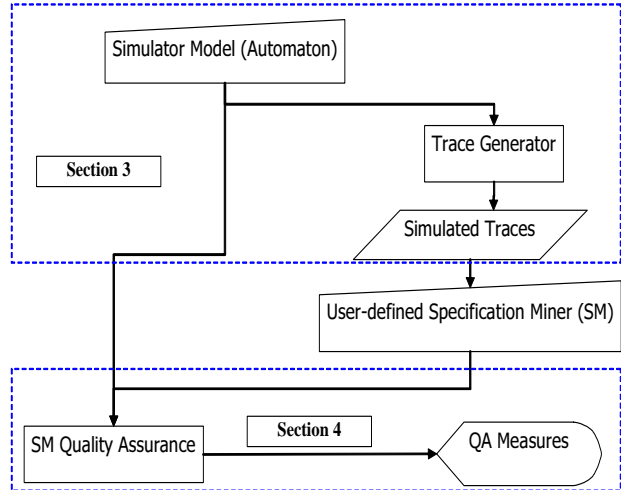 Simulator Model (Automaton)
Trace Generator
Section 3
Simulated Traces
User-defined Specification Miner (SM)
Section 4
SM Quality Assurance
QA Measures